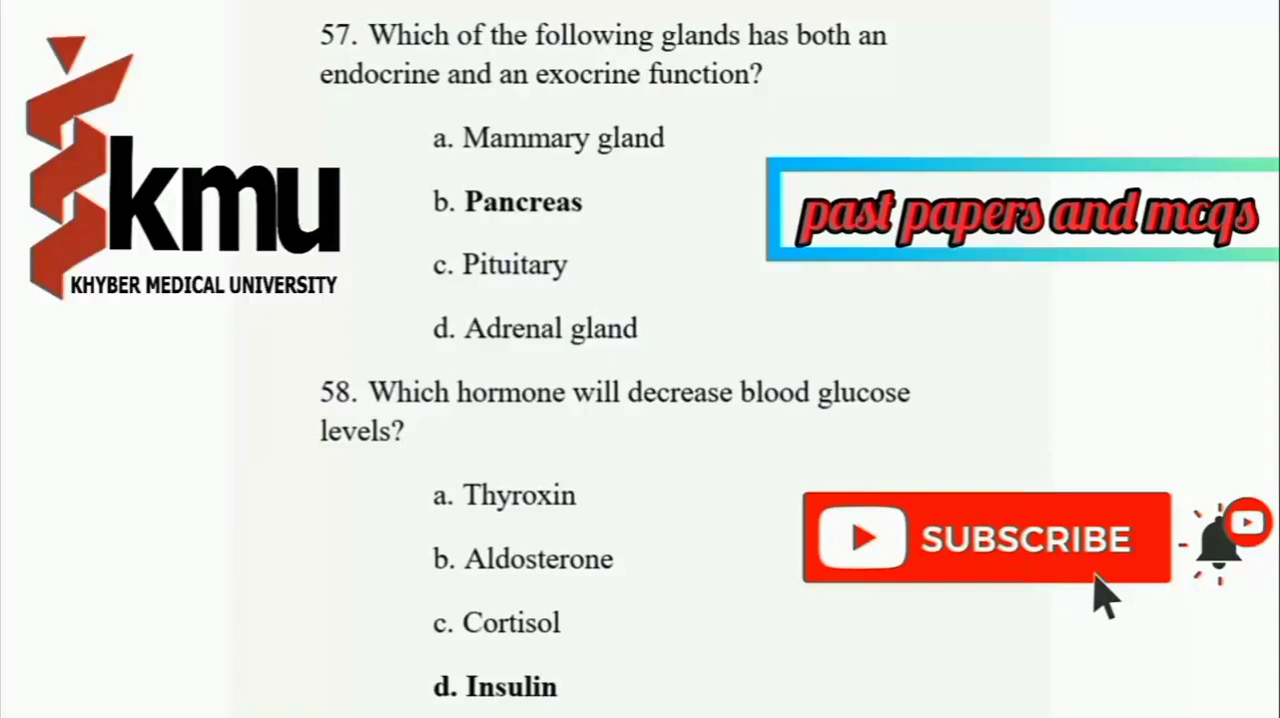 57. Which of the following glands has both an
endocrine and an exocrine function?
a. Mammary gland
b. Pancreas
c. Pituitary
d. Adrenal gland
58. Which hormone will decrease blood glucose
levels?
a. Thyroxin
b. Aldosterone
c. Cortisol
d. Insulin
kmu
KHYBER MEDICAL UNIVERSITY
past papers and mcqs
SUBSCRIBE